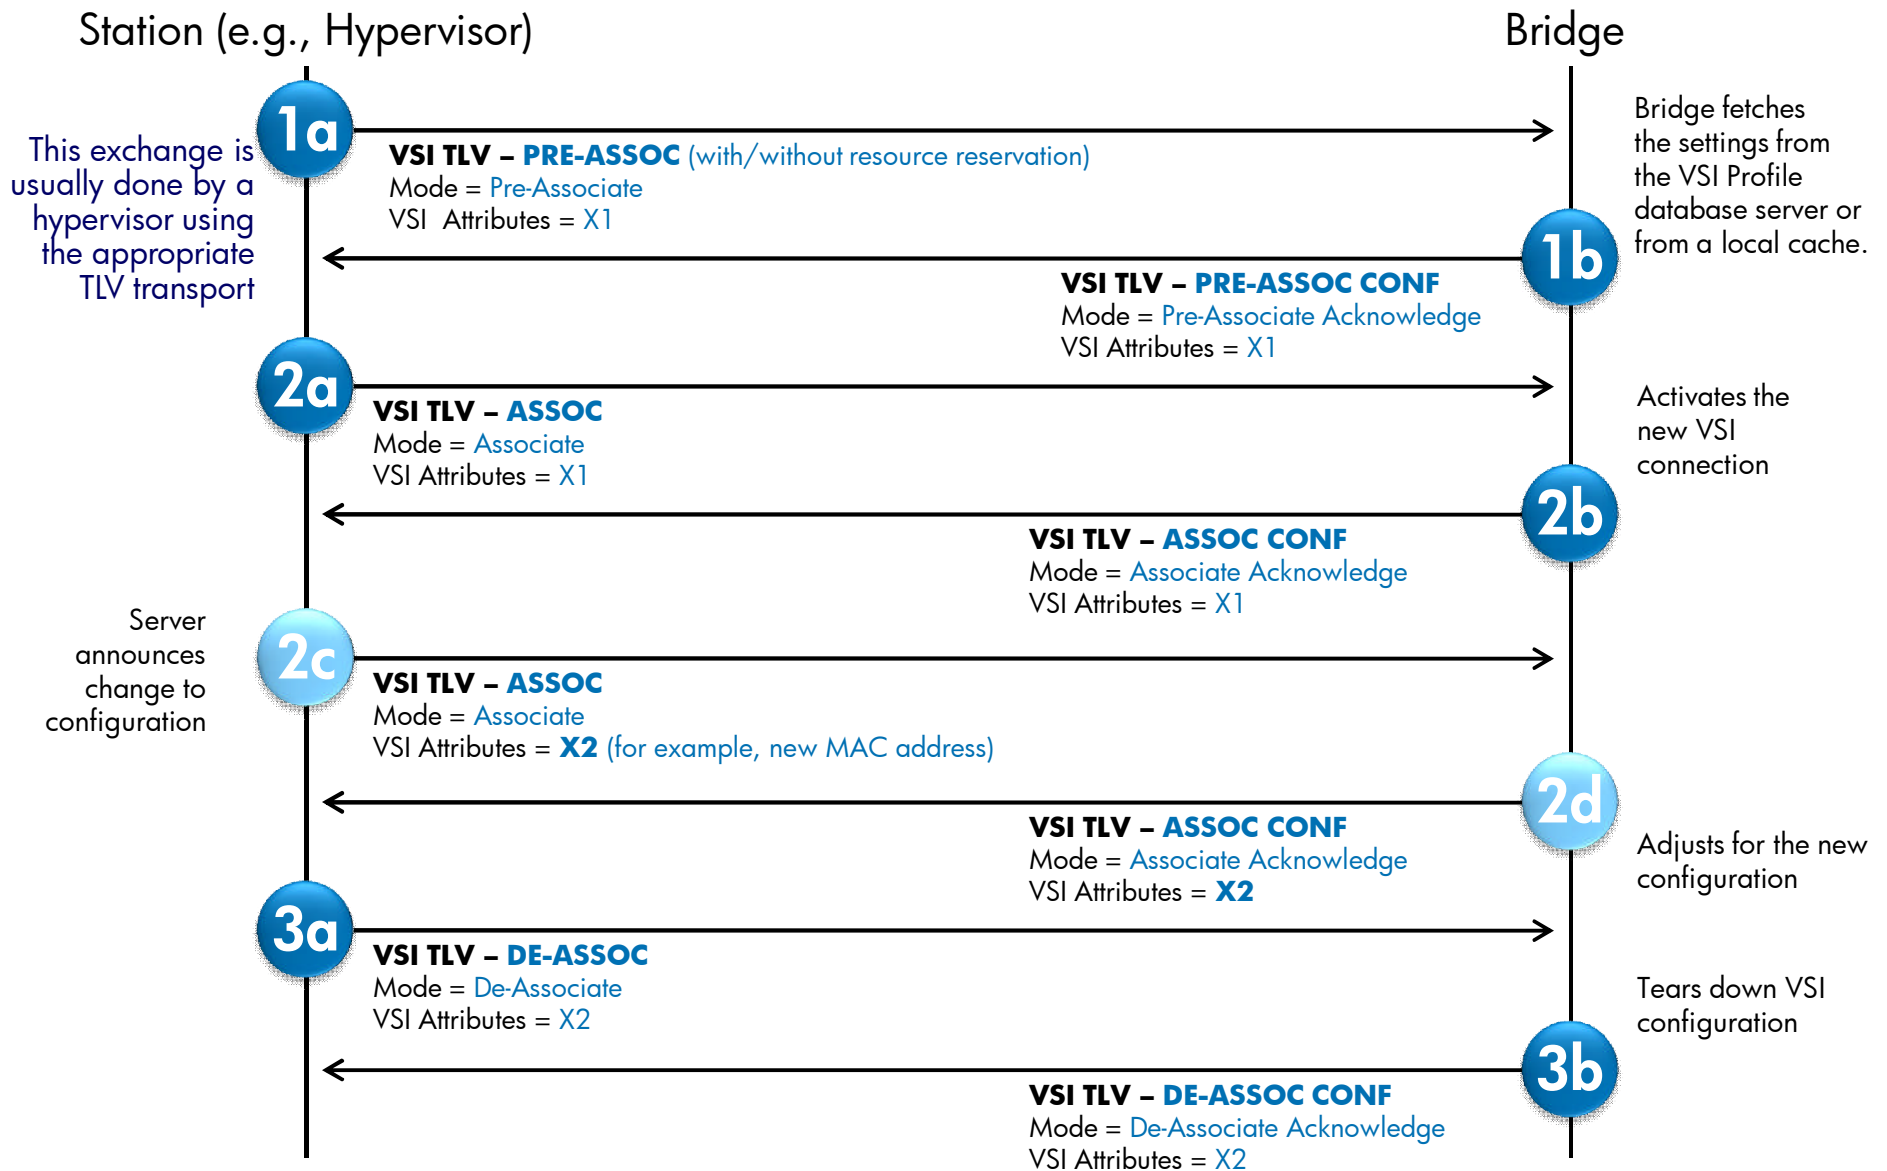 Station (e.g., Hypervisor)
Bridge
1a
This exchange is
usually done by a
hypervisor using
the appropriate
TLV transport
VSI TLV – PRE-ASSOC (with/without resource reservation)
Mode = Pre-Associate
VSI Attributes = X1
Bridge fetches
the settings from
the VSI Profile
database server or
from a local cache.
1b
VSI TLV – PRE-ASSOC CONF
Mode = Pre-Associate Acknowledge
VSI Attributes = X1
2a
VSI TLV – ASSOC
Mode = Associate
VSI Attributes = X1
Activates the
new VSI
connection
2b
VSI TLV – ASSOC CONF
Mode = Associate Acknowledge
VSI Attributes = X1
Server
announces
change to
configuration
2c
VSI TLV – ASSOC
Mode = Associate
VSI Attributes = X2 (for example, new MAC address)
2d
VSI TLV – ASSOC CONF
Mode = Associate Acknowledge
VSI Attributes = X2
Adjusts for the new
configuration
3a
VSI TLV – DE-ASSOC
Mode = De-Associate
VSI Attributes = X2
Tears down VSI
configuration
3b
VSI TLV – DE-ASSOC CONF
Mode = De-Associate Acknowledge
VSI Attributes = X2